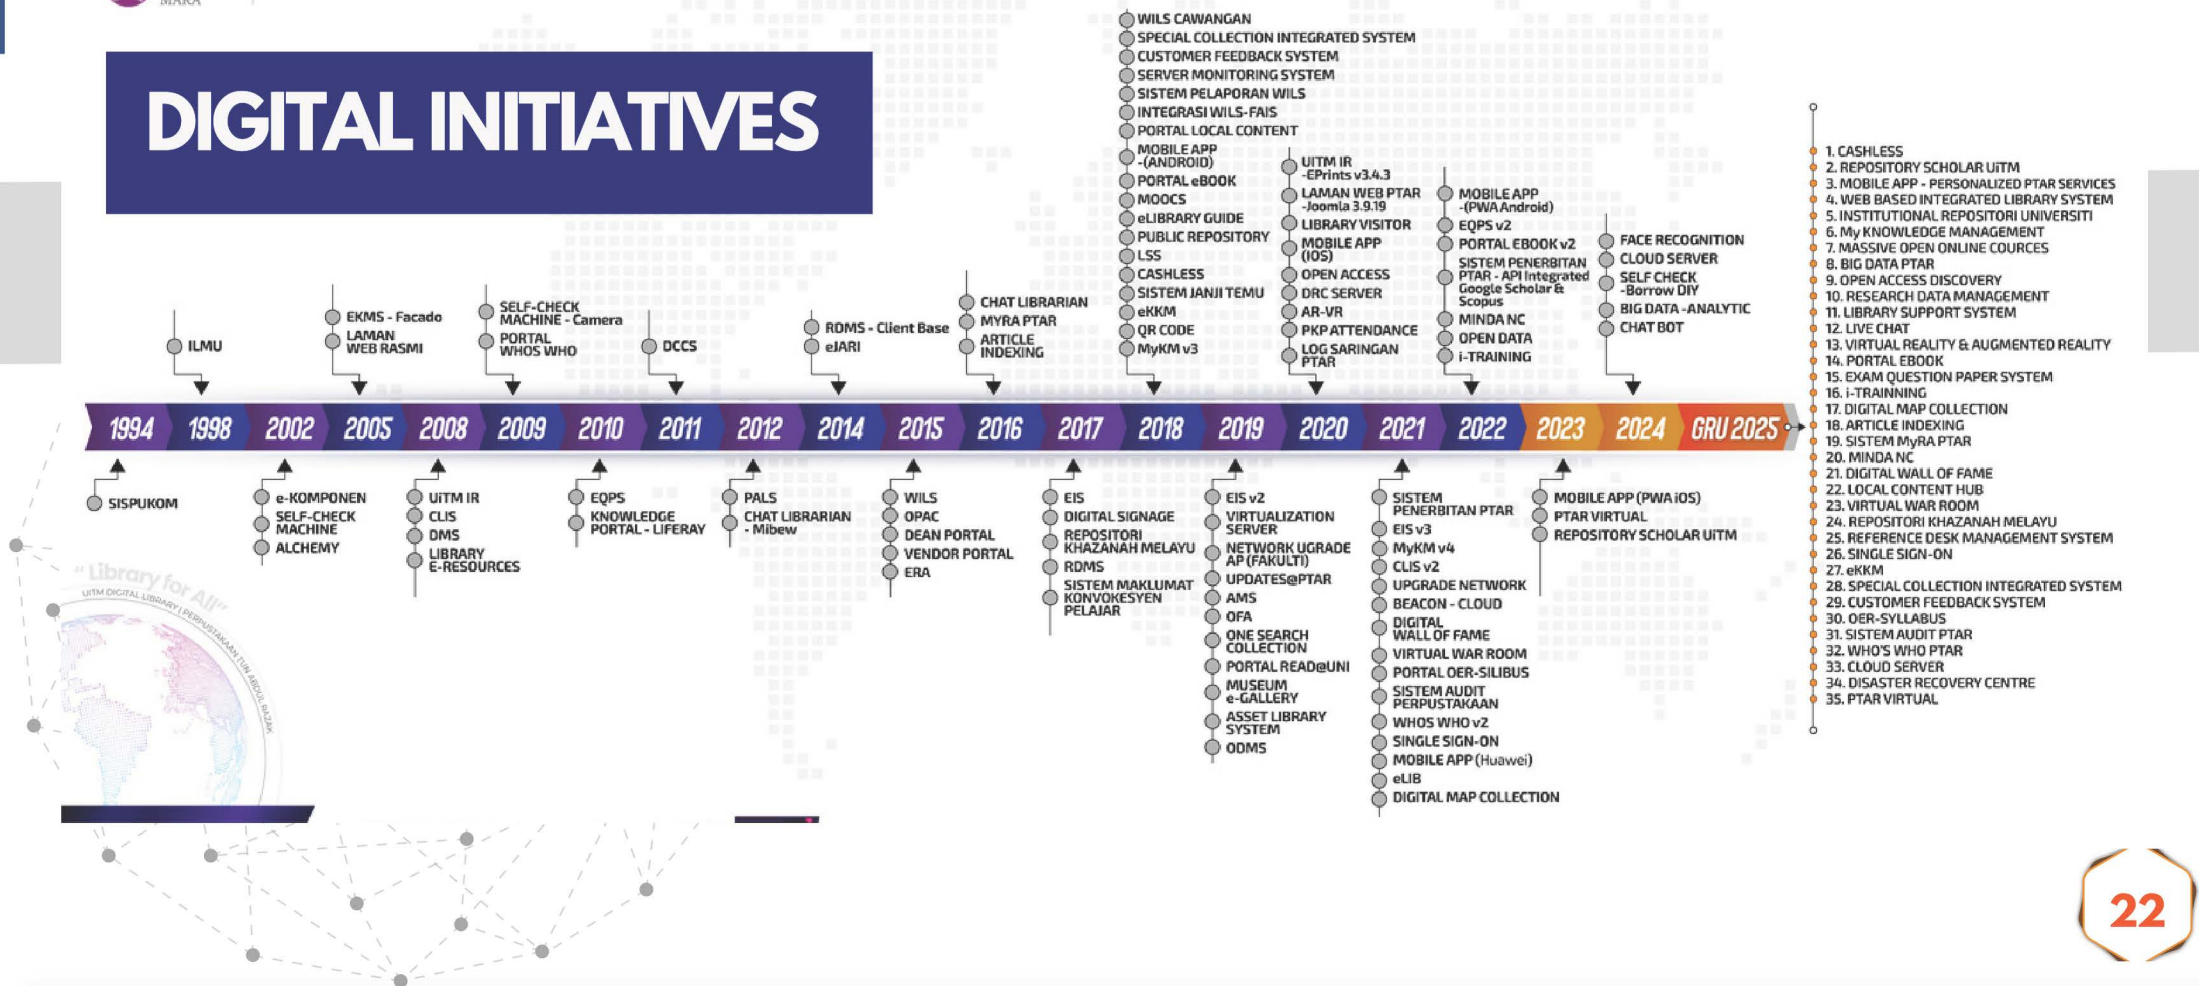 MARA
DIGITAL INITIATIVES
ILMU
EKMS - Facado
LAMAN
WEB RASMI
SELF-CHECK
MACHINE - Camera
PORTAL
WHOS WHO
DCCS
RDMS - Client Base
eJARI
CHAT LIBRARIAN
MYRA PTAR
ARTICLE
INDEXING
WILS CAWANGAN
SPECIAL COLLECTION INTEGRATED SYSTEM
CUSTOMER FEEDBACK SYSTEM
SERVER MONITORING SYSTEM
SISTEM PELAPORAN WILS
INTEGRASI WILS-FAIS
PORTAL LOCAL CONTENT
MOBILE APP
-(ANDROID)
PORTAL eBOOK
MOOCS
eLIBRARY GUIDE
PUBLIC REPOSITORY
LSS
CASHLESS
SISTEM JANJI TEMU
eKKM
QR CODE
MyKM v3
UITM IR
-EPrints v3.4.3
LAMAN WEB PTAR
-Joomla 3.9.19
LIBRARY VISITOR
MOBILE APP
(IOS)
OPEN ACCESS
DRC SERVER
AR-VR
PKP ATTENDANCE
LOG SARINGAN
PTAR
MOBILE APP
-(PWA Android)
EQPS v2
PORTAL EBOOK v2
SISTEM PENERBITAN
PTAR - API Integrated
Google Scholar &
Scopus
MINDA NC
OPEN DATA
i-TRAINING
FACE RECOGNITION
CLOUD SERVER
SELF CHECK
-Borrow DIY
BIG DATA -ANALYTIC
CHAT BOT
1994 1998 2002 2005 2008 2009 2010 2011 2012 2014 2015 2016 2017 2018 2019 2020 2021 2022 2023 2024 GRU 2025
SISPUKOM
e-KOMPONEN
SELF-CHECK
MACHINE
ALCHEMY
UiTM IR
CLIS
DMS
LIBRARY
E-RESOURCES
EQPS
KNOWLEDGE
PORTAL - LIFERAY
PALS
CHAT LIBRARIAN
- Mibew
WILS
OPAC
DEAN PORTAL
VENDOR PORTAL
ERA
EIS
DIGITAL SIGNAGE
REPOSITORI
KHAZANAH MELAYU
RDMS
SISTEM MAKLUMAT
KONVOKESYEN
PELAJAR
EIS v2
VIRTUALIZATION
SERVER
NETWORK UGRADE
AP (FAKULTI)
UPDATES@PTAR
AMS
OFA
ONE SEARCH
COLLECTION
PORTAL READ@UNI
MUSEUM
e-GALLERY
ASSET LIBRARY
SYSTEM
ODMS
SISTEM
PENERBITAN PTAR
EIS v3
MyKM v4
CLIS v2
UPGRADE NETWORK
BEACON - CLOUD
DIGITAL
WALL OF FAME
VIRTUAL WAR ROOM
PORTAL OER-SILIBUS
SISTEM AUDIT
PERPUSTAKAAN
WHOS WHO v2
SINGLE SIGN-ON
MOBILE APP (Huawei)
eLIB
DIGITAL MAP COLLECTION
MOBILE APP (PWA iOS)
PTAR VIRTUAL
REPOSITORY SCHOLAR UiTM
1. CASHLESS
2. REPOSITORY SCHOLAR UiTM
3. MOBILE APP - PERSONALIZED PTAR SERVICES
4. WEB BASED INTEGRATED LIBRARY SYSTEM
5. INSTITUTIONAL REPOSITORI UNIVERSITI
6. My KNOWLEDGE MANAGEMENT
7. MASSIVE OPEN ONLINE COURCES
8. BIG DATA PTAR
9. OPEN ACCESS DISCOVERY
10. RESEARCH DATA MANAGEMENT
11. LIBRARY SUPPORT SYSTEM
12. LIVE CHAT
13. VIRTUAL REALITY & AUGMENTED REALITY
14. PORTAL EBOOK
15. EXAM QUESTION PAPER SYSTEM
16. i-TRAINNING
17. DIGITAL MAP COLLECTION
18. ARTICLE INDEXING
19. SISTEM MyRA PTAR
20. MINDA NC
21. DIGITAL WALL OF FAME
22. LOCAL CONTENT HUB
23. VIRTUAL WAR ROOM
24. REPOSITORI KHAZANAH MELAYU
25. REFERENCE DESK MANAGEMENT SYSTEM
26. SINGLE SIGN-ON
27. eKKM
28. SPECIAL COLLECTION INTEGRATED SYSTEM
29. CUSTOMER FEEDBACK SYSTEM
30. OER-SYLLABUS
31. SISTEM AUDIT PTAR
32. WHO'S WHO PTAR
33. CLOUD SERVER
34. DISASTER RECOVERY CENTRE
35. PTAR VIRTUAL
"Library for All"
UITM DIGITAL LIBRARY | PERPUSTAKAAN TUN ABDUL RAZAK
22